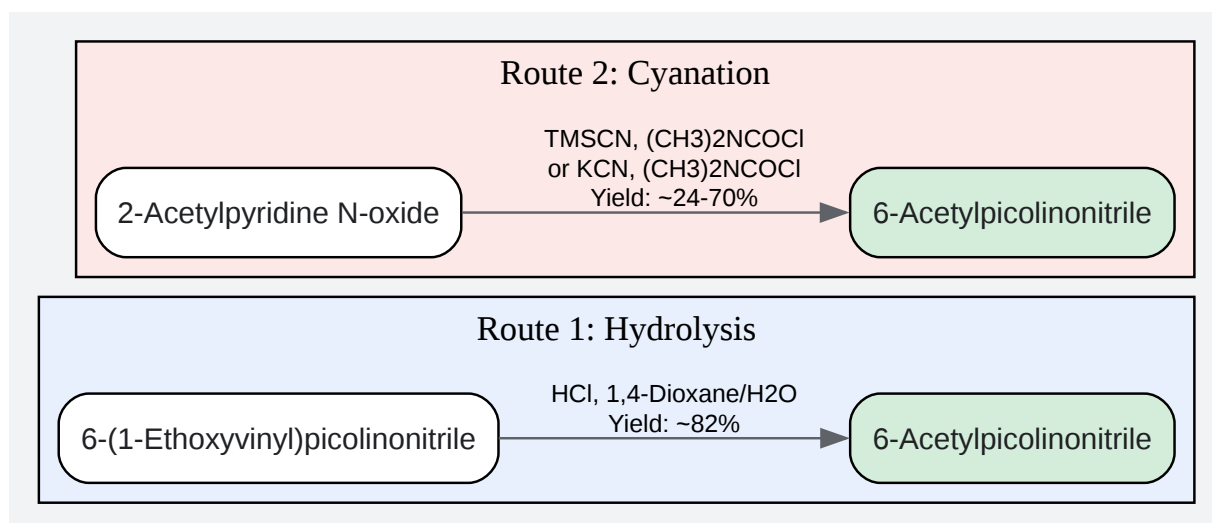 Route 2: Cyanation
TMSCN, (CH3)2NCOCl
or KCN, (CH3)2NCOCl
Yield: ~24-70%
2-Acetylpyridine N-oxide
6-Acetylpicolinonitrile
Route 1: Hydrolysis
HCl, 1,4-Dioxane/H2O
Yield: ~82%
6-(1-Ethoxyvinyl)picolinonitrile
6-Acetylpicolinonitrile